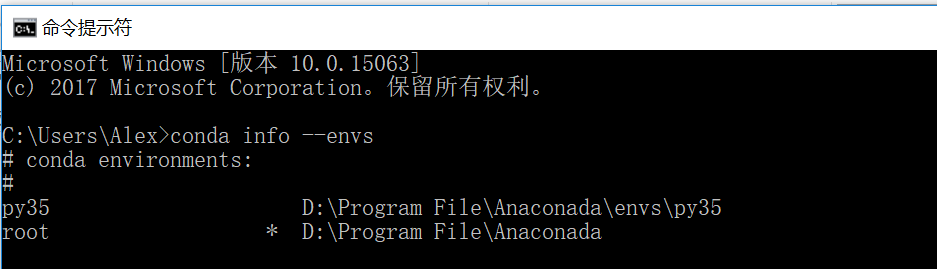 命令提示符
Microsoft Windows [版本 10.0.15063]
(c) 2017 Microsoft Corporation。保留所有权利。
C:\Users\Alex>conda info --envs
# conda environments:
#
py35                     D:\Program File\Anaconada\envs\py35
root                  *  D:\Program File\Anaconada